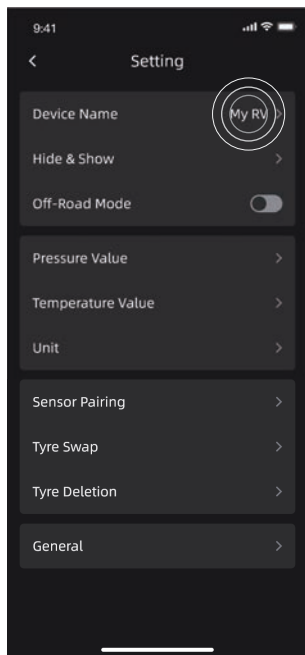 9:41
Setting
Device Name My RV
Hide & Show
Off-Road Mode
Pressure Value
Temperature Value
Unit
Sensor Pairing
Tyre Swap
Tyre Deletion
General